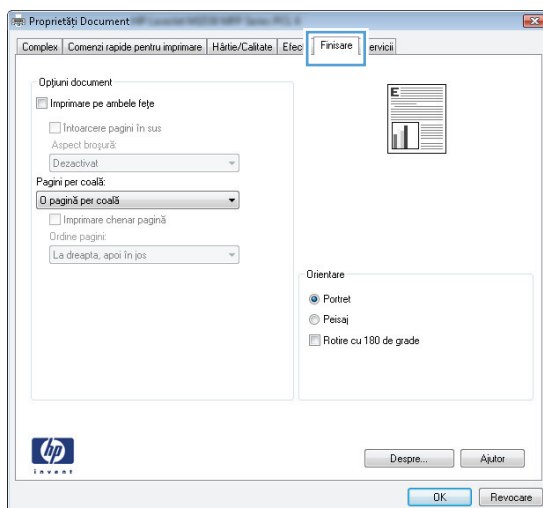 Proprietăți Document
Complex Comenzi rapide pentru imprimare Hârtie/Calitate Efec Finisare ervicii
Opțiuni document
Imprimare pe ambele fețe
Întoarcere pagini în sus
Aspect broșură:
Dezactivat
Pagini per coală:
O pagină per coală
Imprimare chenar pagină
Ordine pagini:
La dreapta, apoi în jos
E
Orientare
Portret
Peisaj
Rotire cu 180 de grade
hp
invent
Despre... Ajutor
OK Revocare